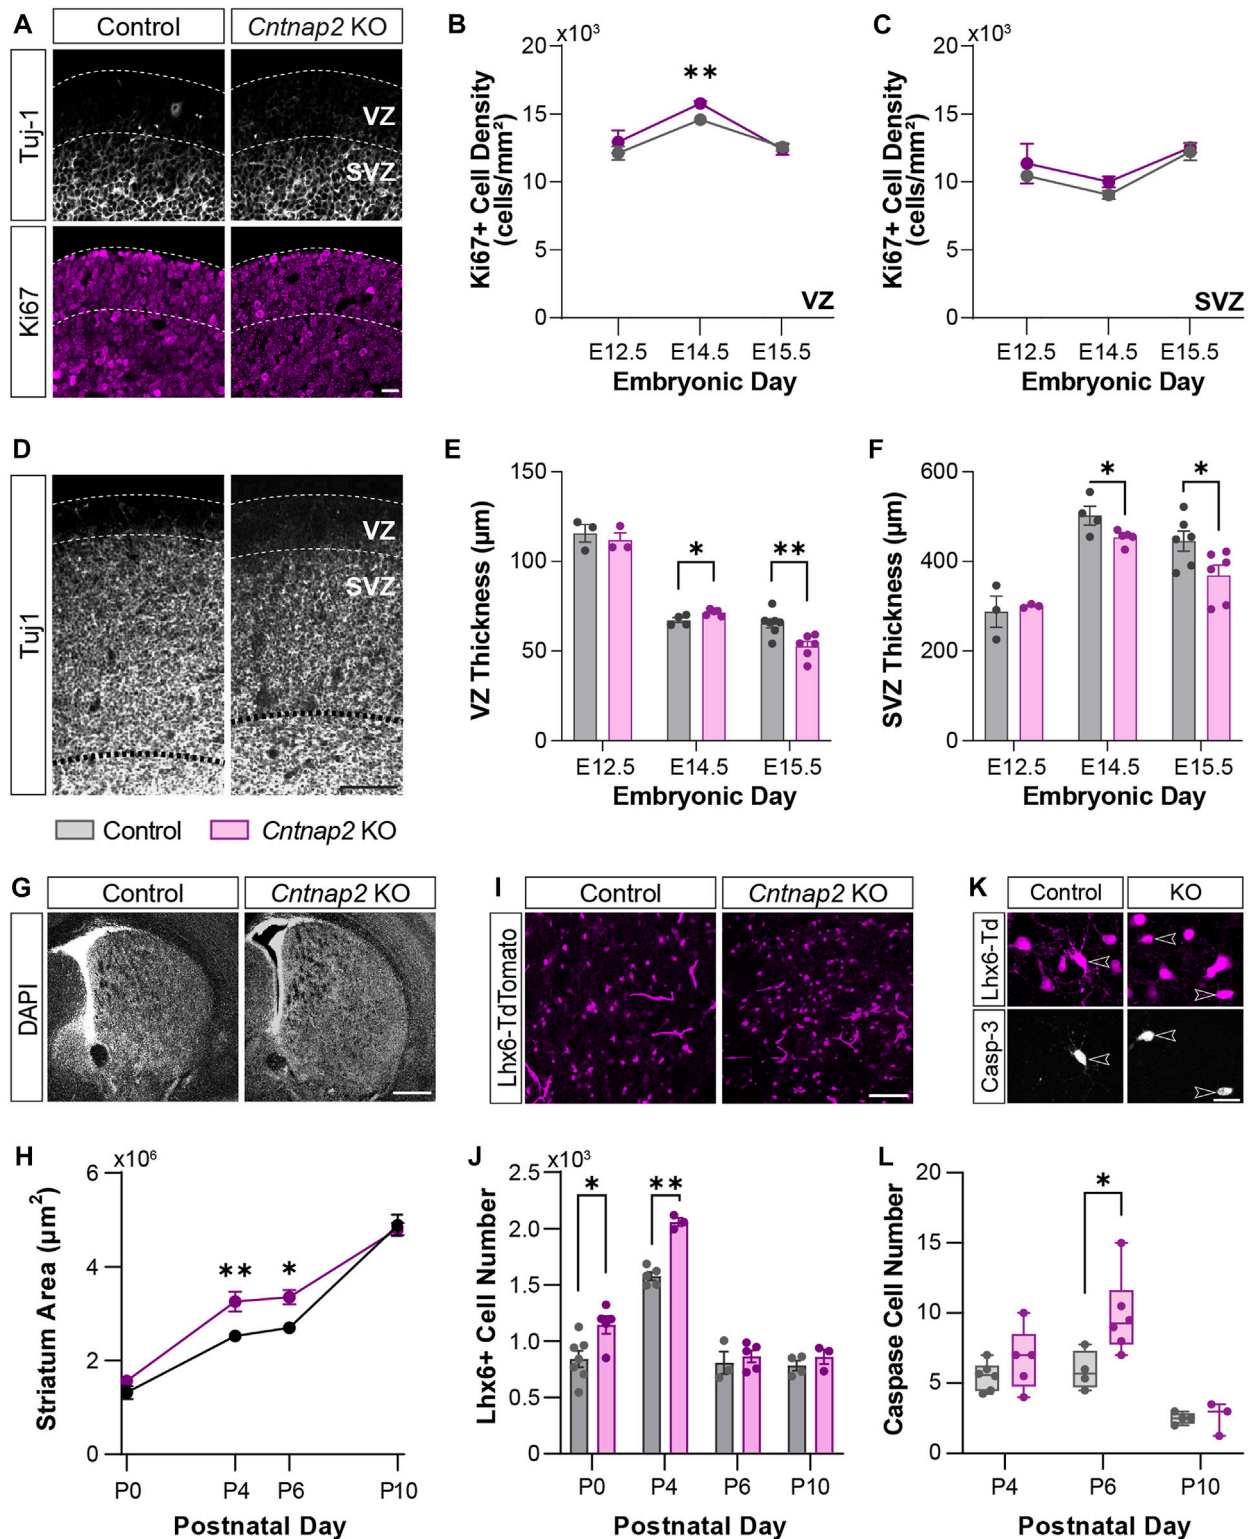 A
Control
Cntnap2 KO
Tuj-1
VZ
SVZ
Ki67
B
x10³
Ki67+ Cell Density
(cells/mm²)
20
15
10
5
0
**
VZ
E12.5 E14.5 E15.5
Embryonic Day
C
x10³
Ki67+ Cell Density
(cells/mm²)
20
15
10
5
0
SVZ
E12.5 E14.5 E15.5
Embryonic Day
D
Tuj1
VZ
SVZ
Control
Cntnap2 KO
E
VZ Thickness (μm)
150
100
50
0
*
**
E12.5 E14.5 E15.5
Embryonic Day
F
SVZ Thickness (μm)
600
400
200
0
*
*
E12.5 E14.5 E15.5
Embryonic Day
G
Control
Cntnap2 KO
DAPI
I
Control
Cntnap2 KO
Lhx6-TdTomato
K
Control
KO
Lhx6-Td
Casp-3
H
x10⁶
Striatum Area (μm²)
6
4
2
0
**
*
P0 P4 P6 P10
Postnatal Day
J
x10³
Lhx6+ Cell Number
2.5
2.0
1.5
1.0
0.5
0.0
*
**
P0 P4 P6 P10
Postnatal Day
L
Caspase Cell Number
20
15
10
5
0
*
P4 P6 P10
Postnatal Day